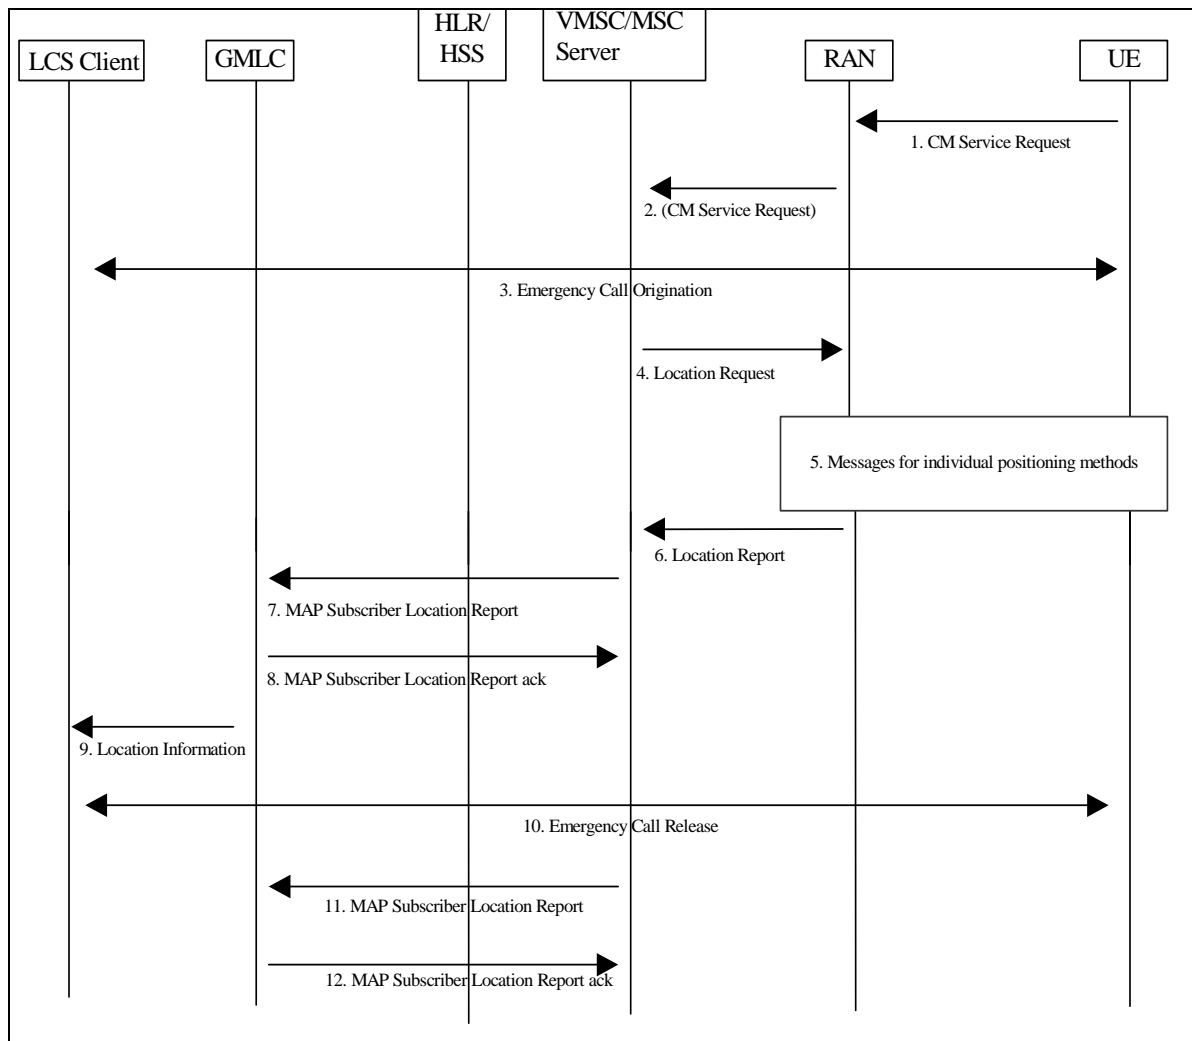 LCS Client
GMLC
HLR/
HSS
VMSC/MSC
Server
RAN
UE
1. CM Service Request
2. (CM Service Request)
3. Emergency Call Origination
4. Location Request
5. Messages for individual positioning methods
6. Location Report
7. MAP Subscriber Location Report
8. MAP Subscriber Location Report ack
9. Location Information
10. Emergency Call Release
11. MAP Subscriber Location Report
12. MAP Subscriber Location Report ack